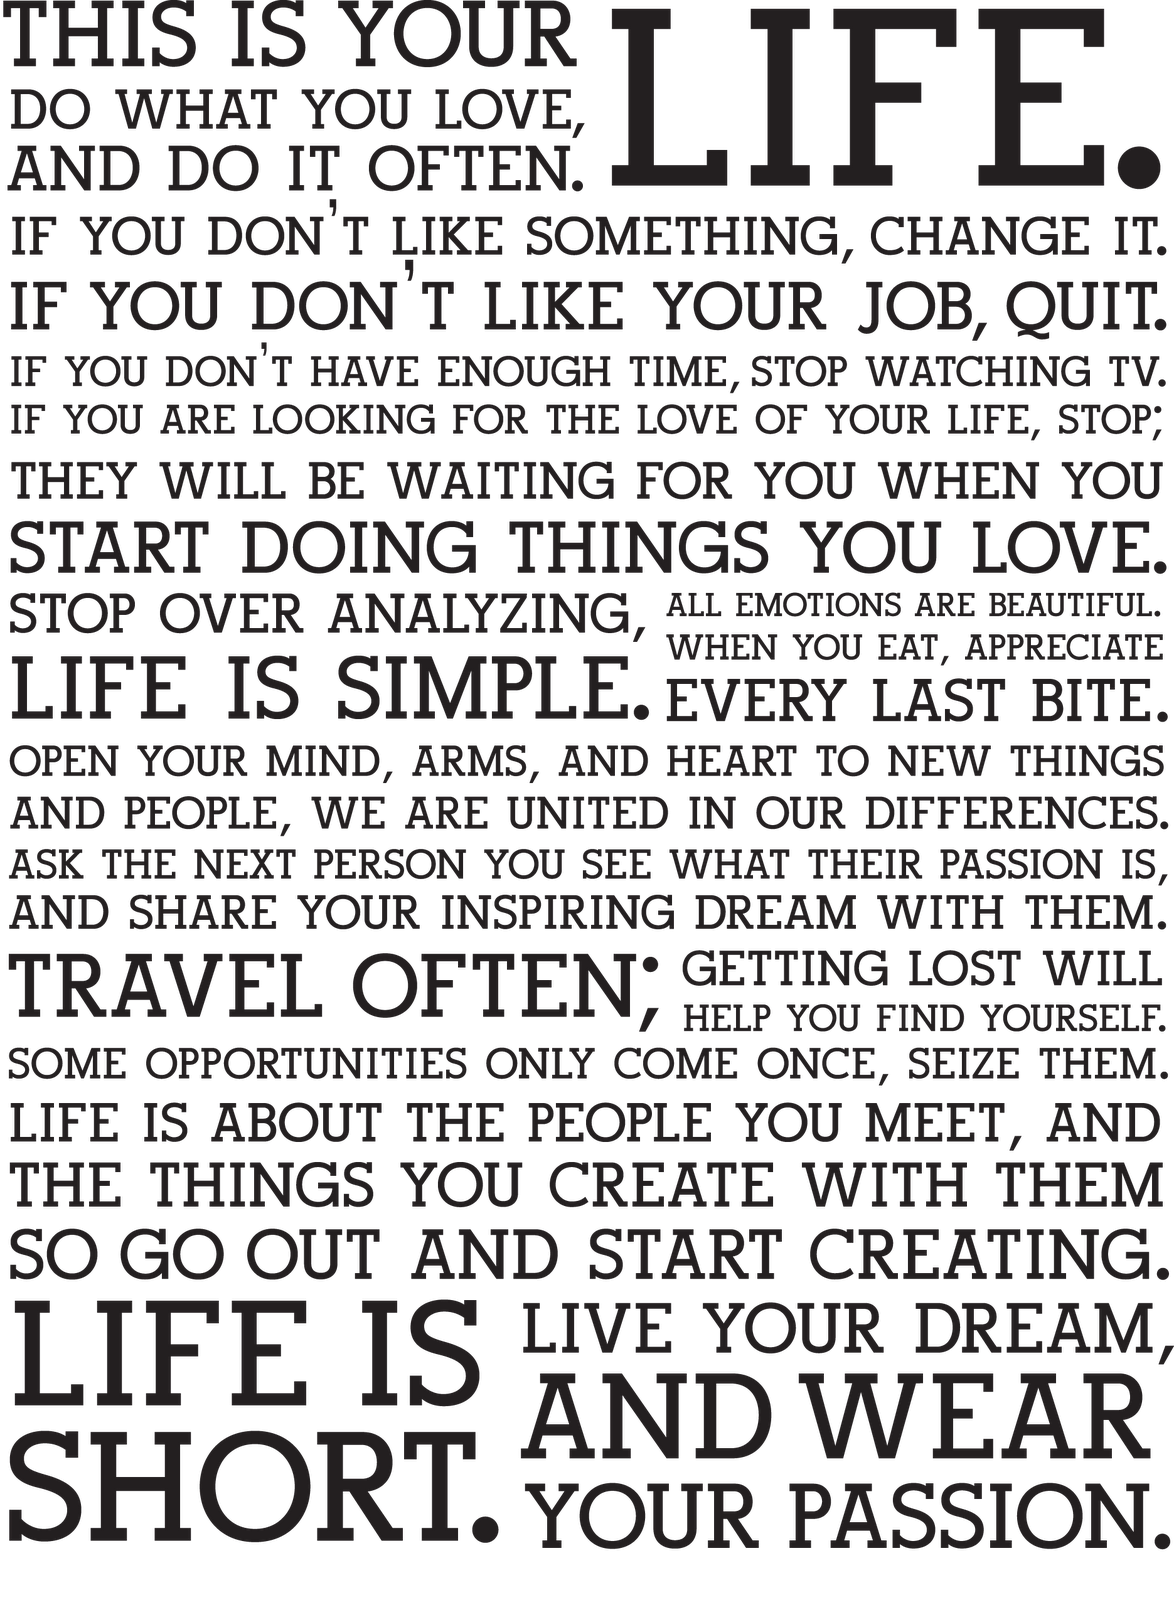 THIS IS YOUR LIFE.
DO WHAT YOU LOVE,
AND DO IT OFTEN.
IF YOU DON'T LIKE SOMETHING, CHANGE IT.
IF YOU DON'T LIKE YOUR JOB, QUIT.
IF YOU DON'T HAVE ENOUGH TIME, STOP WATCHING TV.
IF YOU ARE LOOKING FOR THE LOVE OF YOUR LIFE, STOP;
THEY WILL BE WAITING FOR YOU WHEN YOU
START DOING THINGS YOU LOVE.
STOP OVER ANALYZING,
LIFE IS SIMPLE.
ALL EMOTIONS ARE BEAUTIFUL.
WHEN YOU EAT, APPRECIATE
EVERY LAST BITE.
OPEN YOUR MIND, ARMS, AND HEART TO NEW THINGS
AND PEOPLE, WE ARE UNITED IN OUR DIFFERENCES.
ASK THE NEXT PERSON YOU SEE WHAT THEIR PASSION IS,
AND SHARE YOUR INSPIRING DREAM WITH THEM.
TRAVEL OFTEN;
GETTING LOST WILL
HELP YOU FIND YOURSELF.
SOME OPPORTUNITIES ONLY COME ONCE, SEIZE THEM.
LIFE IS ABOUT THE PEOPLE YOU MEET, AND
THE THINGS YOU CREATE WITH THEM
SO GO OUT AND START CREATING.
LIFE IS
SHORT.
LIVE YOUR DREAM,
AND WEAR
YOUR PASSION.